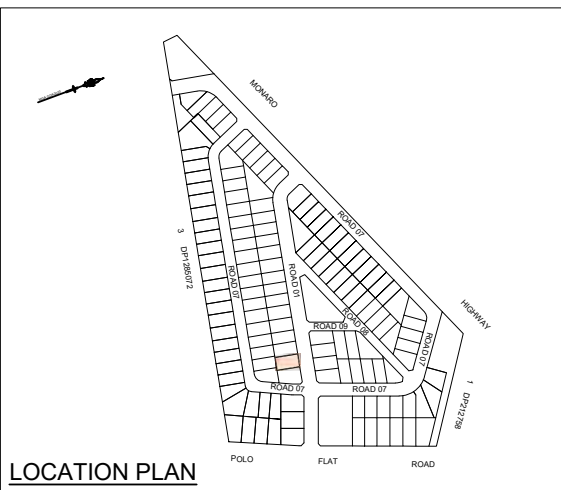 MONARO
ROAD 07
3
DP1285072
ROAD 07
ROAD 01
ROAD 08
HIGHWAY
ROAD 09
ROAD 07
ROAD 07
ROAD 07
1
DP212758
POLO
FLAT
ROAD
LOCATION PLAN